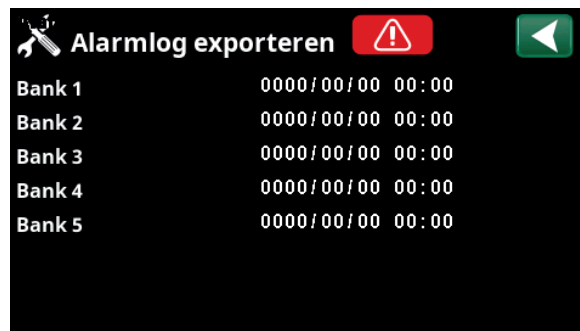 Alarmlog exporteren
Bank 1 0000/00/00 00:00
Bank 2 0000/00/00 00:00
Bank 3 0000/00/00 00:00
Bank 4 0000/00/00 00:00
Bank 5 0000/00/00 00:00